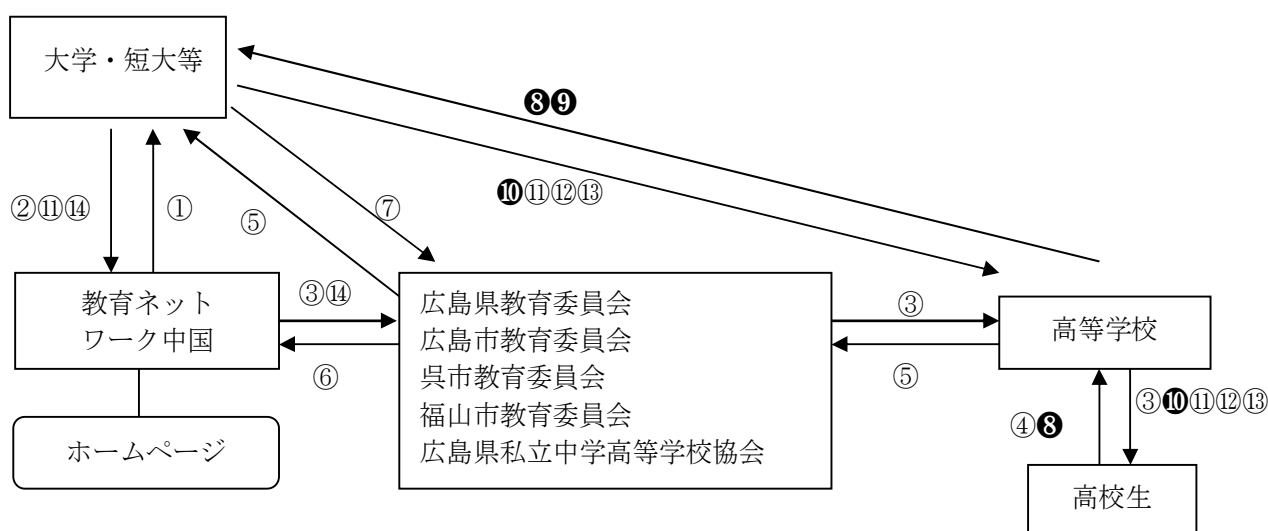 大学・短大等
❽❾
❿⑪⑫⑬
②⑪⑭
①
⑤
⑦
教育ネット
ワーク中国
③⑭
⑥
広島県教育委員会
広島市教育委員会
呉市教育委員会
福山市教育委員会
広島県私立中学高等学校協会
③
⑤
高等学校
③❿⑪⑫⑬
④❽
ホームページ
高校生